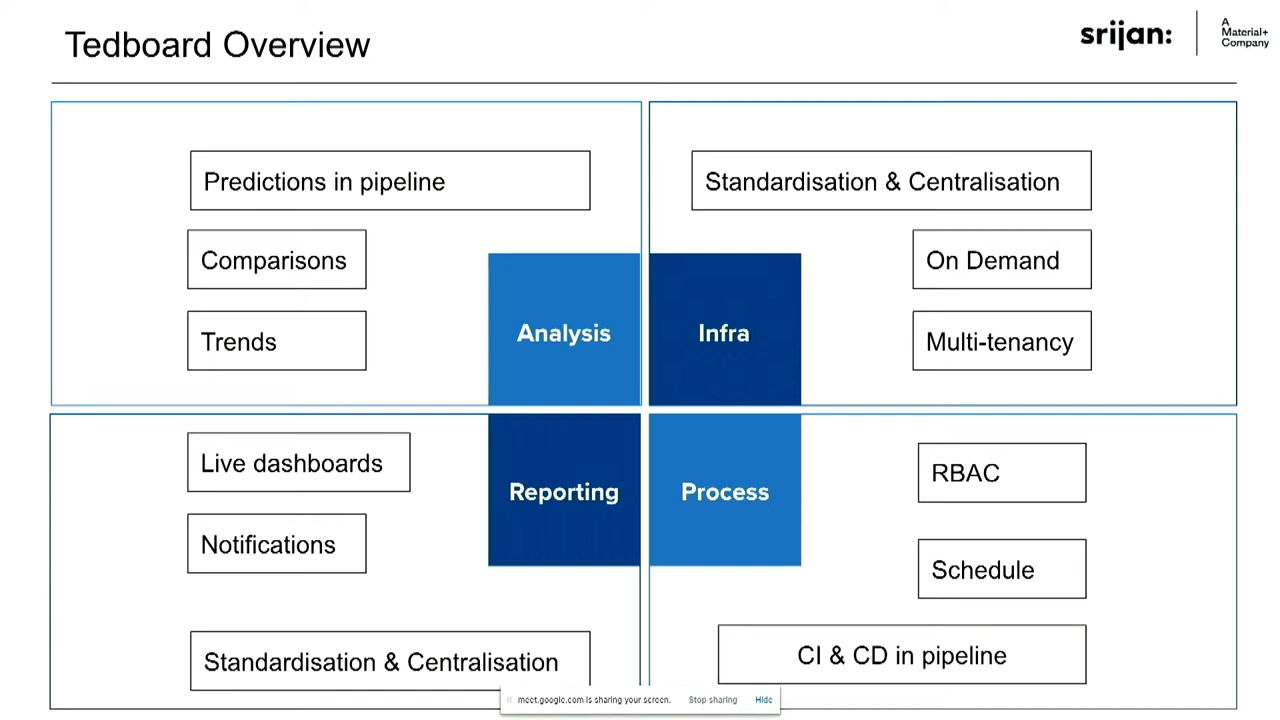 Tedboard Overview
srijan:
A
Material+
Company
Predictions in pipeline
Comparisons
Trends
Analysis
Standardisation & Centralisation
On Demand
Multi-tenancy
Infra
Live dashboards
Notifications
Standardisation & Centralisation
Reporting
RBAC
Schedule
CI & CD in pipeline
Process
meet.google.com is sharing your screen.
Stop sharing
Hide